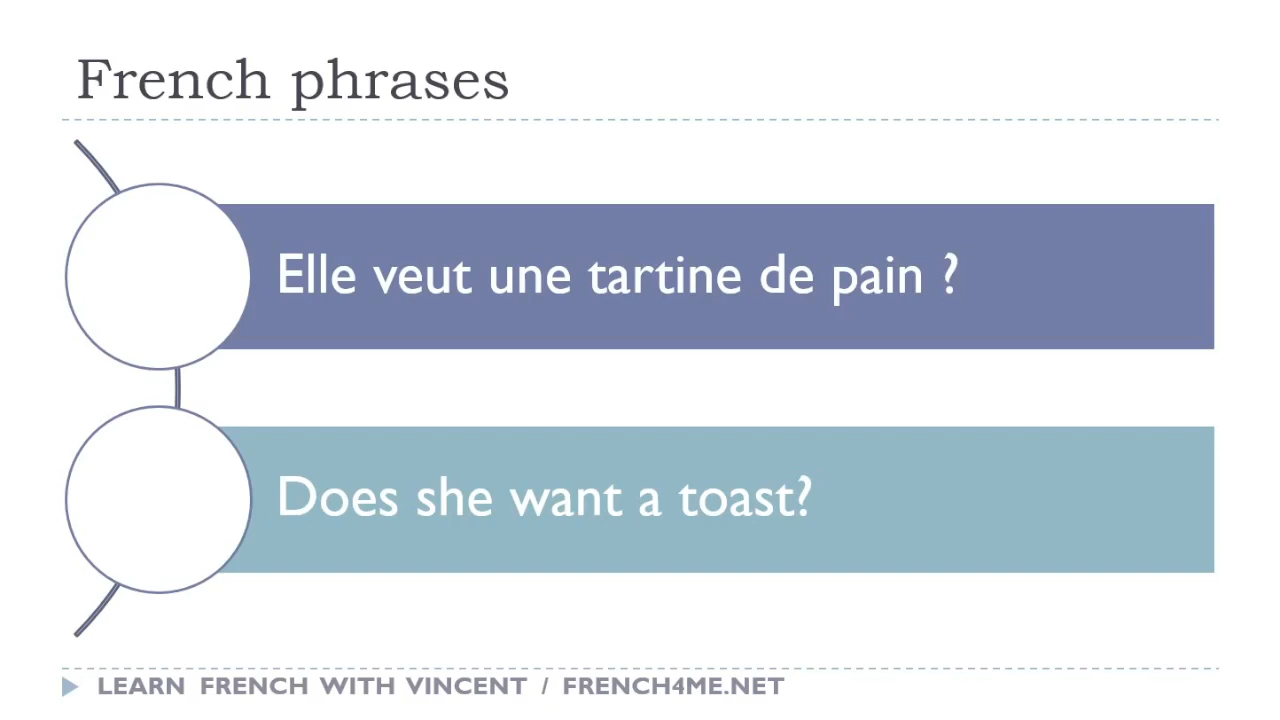 French phrases
Elle veut une tartine de pain ?
Does she want a toast?
LEARN FRENCH WITH VINCENT / FRENCH4ME.NET